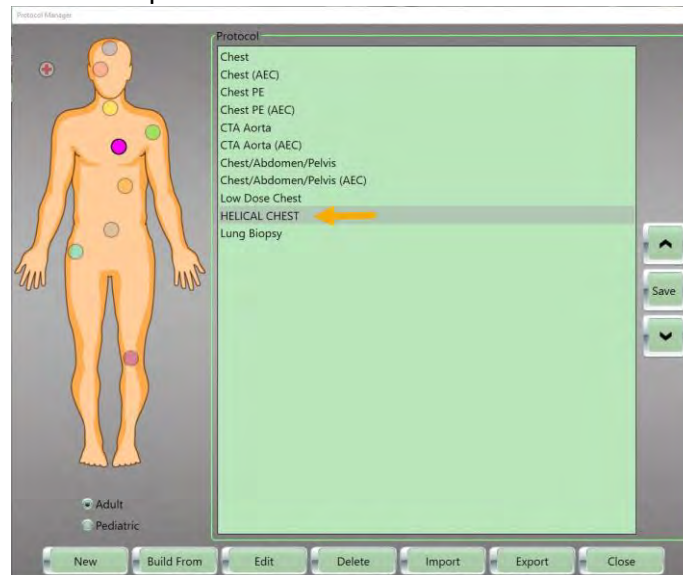 Protocol Manager
Protocol
Chest
Chest (AEC)
Chest PE
Chest PE (AEC)
CTA Aorta
CTA Aorta (AEC)
Chest/Abdomen/Pelvis
Chest/Abdomen/Pelvis (AEC)
Low Dose Chest
HELICAL CHEST
Lung Biopsy
Save
Adult
Pediatric
New
Build From
Edit
Delete
Import
Export
Close